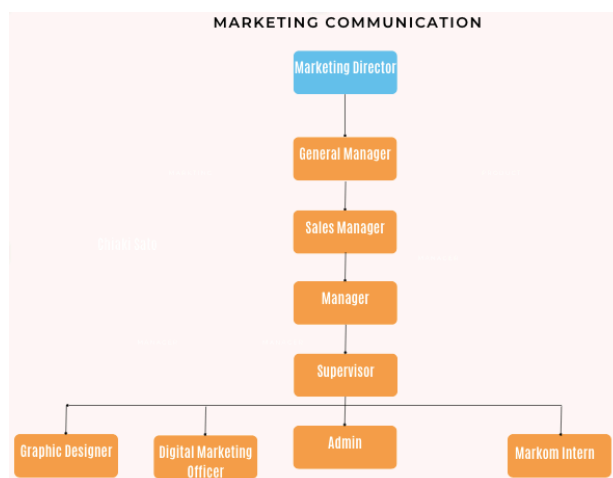 MARKETING COMMUNICATION
Marketing Director
General Manager
Sales Manager
Manager
Supervisor
Graphic Designer
Digital Marketing
Officer
Admin
Markom Intern